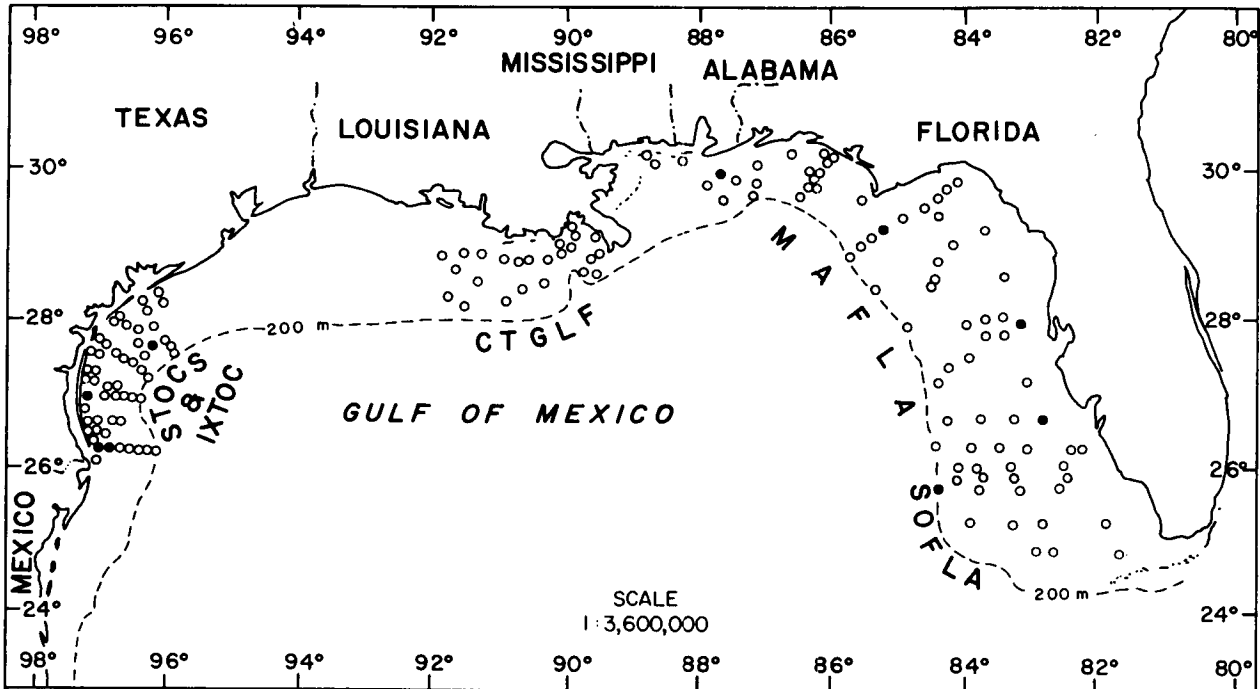 98° 96° 94° 92° 90° 88° 86° 84° 82° 80°
MISSISSIPPI ALABAMA
TEXAS LOUISIANA FLORIDA
30° 30°
MAFLA
28° 28°
200 m
CTGLF
STOCS
&
IXTOC
GULF OF MEXICO
26° 26°
SOFLA
MEXICO
200 m
SCALE
1:3,600,000
24° 24°
98° 96° 94° 92° 90° 88° 86° 84° 82° 80°